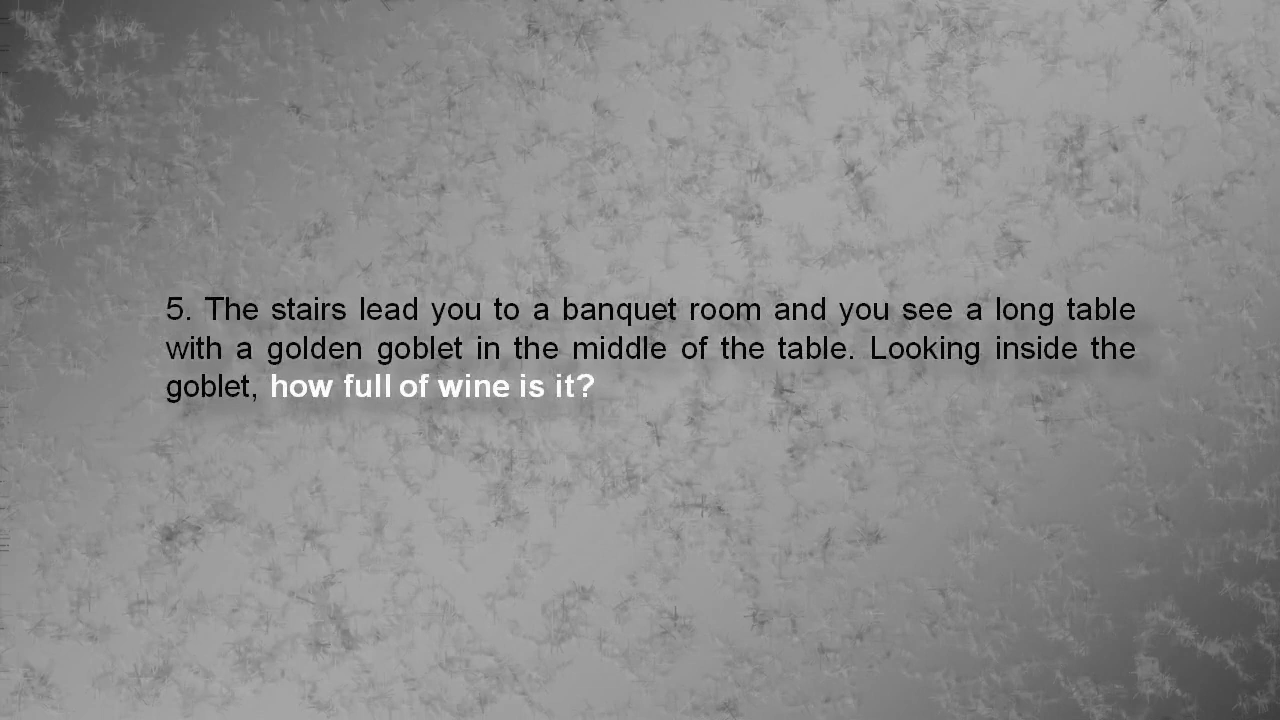 5. The stairs lead you to a banquet room and you see a long table
with a golden goblet in the middle of the table. Looking inside the
goblet, how full of wine is it?